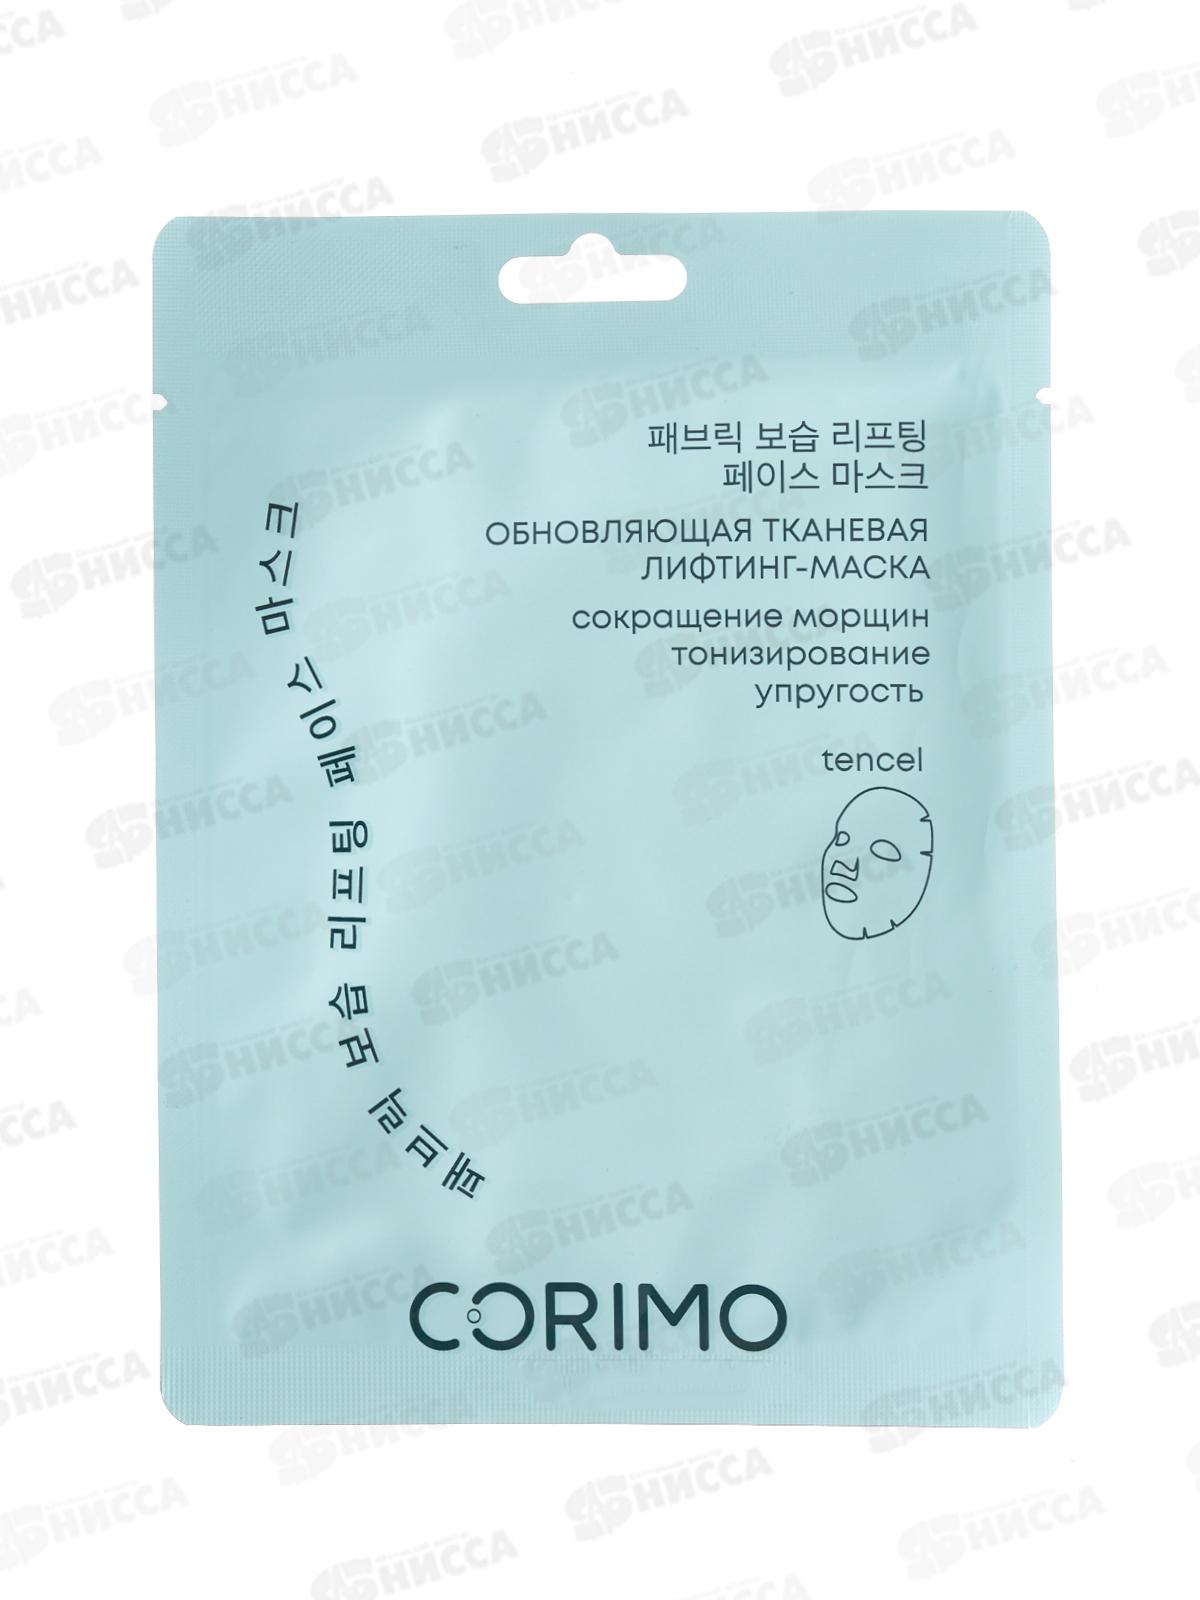 패브릭 보습 리프팅
페이스 마스크
ОБНОВЛЯЮЩАЯ ТКАНЕВАЯ
ЛИФТИНГ-МАСКА
сокращение морщин
тонизирование
упругость
tencel
패브릭 보습 리프팅 페이스 마스크
CORIMO